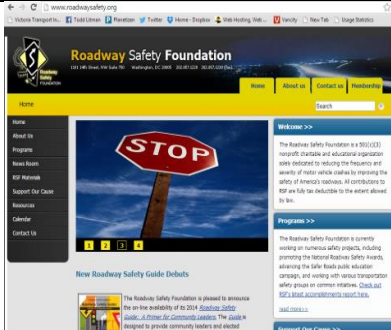 www.roadwaysafety.org
Victoria Transport In... Todd Litman Planetizen Twitter Home - Dropbox Web Hosting, Web ... Vancity New Tab Usage Statistics
Roadway Safety Foundation
Roadway Safety FOUNDATION
Home About us Contact us Membership
Home
Search
Home
About Us
Programs
News Room
RSF Materials
Support Our Cause
Resources
Calendar
Contact Us
STOP
1 2 3 4
Welcome >>
The Roadway Safety Foundation is a 501(c)(3)
nonprofit charitable and educational organization
solely dedicated to reducing the frequency and
severity of motor vehicle crashes by improving the
safety of America's roadways. All contributions to
RSF are fully tax deductible to the extent allowed
by law.
Programs >>
The Roadway Safety Foundation is currently
working on numerous safety projects, including
promoting the National Roadway Safety Awards,
advancing the Safer Roads public education
campaign, and working with various transportation
safety groups on common initiatives. Check out
RSF's latest accomplishments report here.
read more>>
Support Our Cause >>
New Roadway Safety Guide Debuts
The Roadway Safety Foundation is pleased to announce
the on-line availability of its 2014 Roadway Safety
Guide: A Primer for Community Leaders. The Guide is
designed to provide community leaders and elected